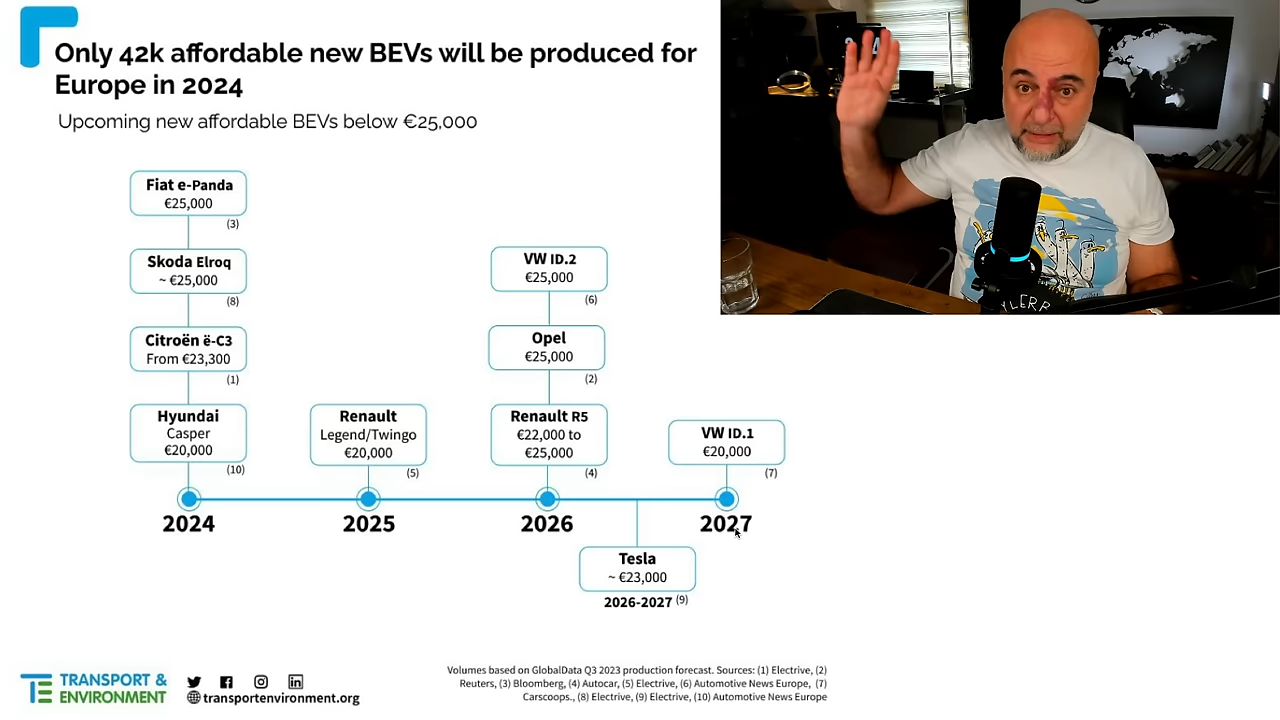 Only 42k affordable new BEVs will be produced for
Europe in 2024
Upcoming new affordable BEVs below €25,000
Fiat e-Panda
€25,000
(3)
Skoda Elroq
~ €25,000
(8)
Citroën ë-C3
From €23,300
(1)
Hyundai
Casper
€20,000
(10)
Renault
Legend/Twingo
€20,000
(5)
VW ID.2
€25,000
(6)
Opel
€25,000
(2)
Renault R5
€22,000 to
€25,000
(4)
VW ID.1
€20,000
(7)
2024
2025
2026
2027
Tesla
~ €23,000
2026-2027 (9)
TRANSPORT &
ENVIRONMENT
transportenvironment.org
Volumes based on GlobalData Q3 2023 production forecast. Sources: (1) Electrive, (2)
Reuters, (3) Bloomberg, (4) Autocar, (5) Electrive, (6) Automotive News Europe, (7)
Carscoops., (8) Electrive, (9) Electrive, (10) Automotive News Europe